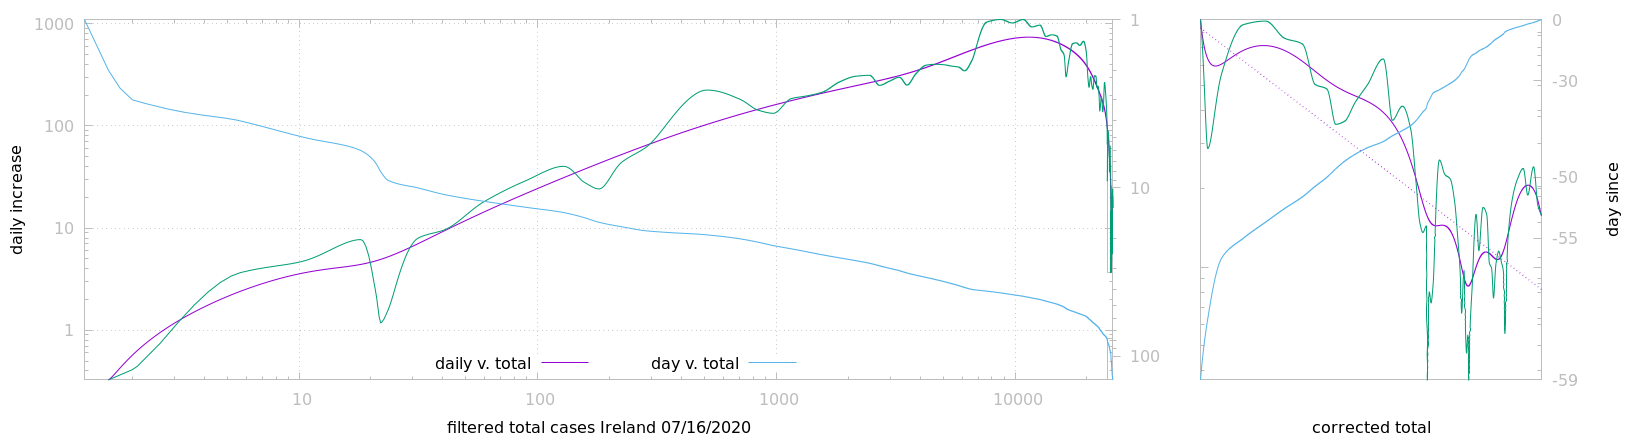 1000
100
10
1
daily increase
10
100
1000
10000
filtered total cases Ireland 07/16/2020
daily v. total
day v. total
1
10
100
0
-30
-50
-55
-59
day since
corrected total